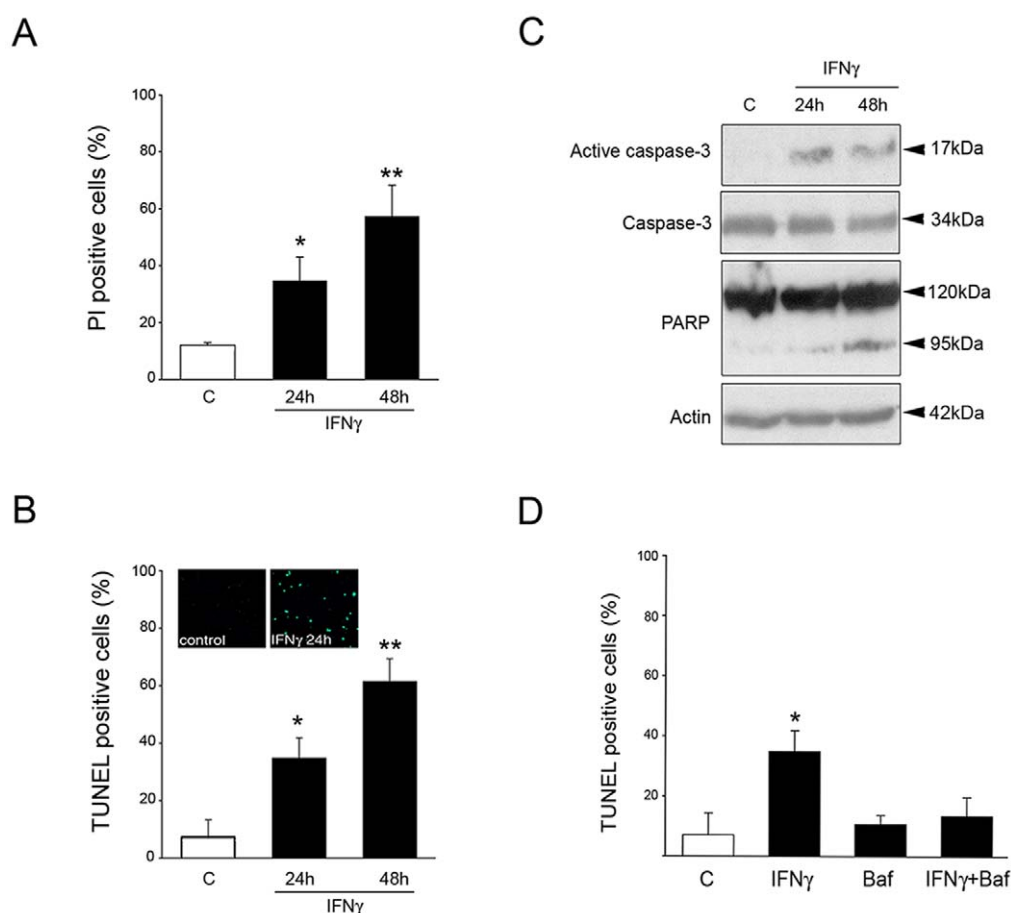 A
PI positive cells (%)
100
80
60
40
20
0
*
**
C
24h
48h
IFNγ
B
TUNEL positive cells (%)
100
80
60
40
20
0
control
IFNγ 24h
*
**
C
24h
48h
IFNγ
C
IFNγ
C 24h 48h
Active caspase-3 17kDa
Caspase-3 34kDa
PARP
120kDa
95kDa
Actin 42kDa
D
TUNEL positive cells (%)
100
80
60
40
20
*
C IFNγ Baf IFNγ+Baf